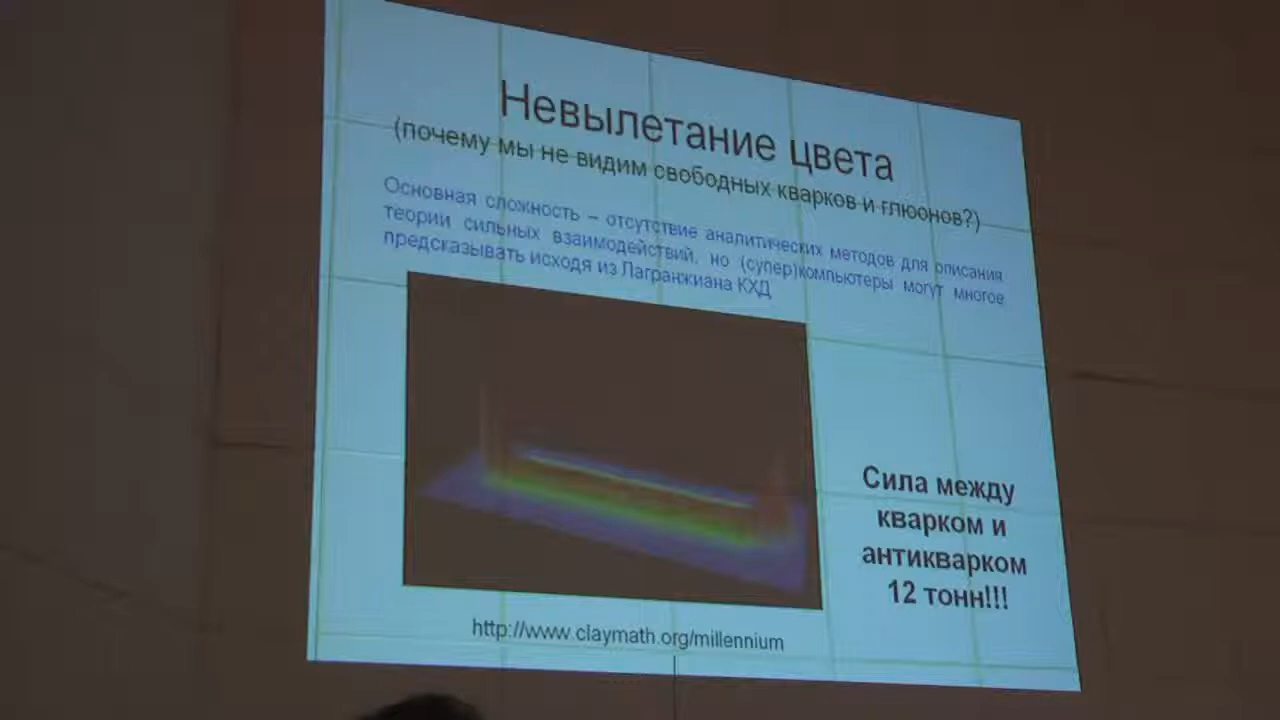 Невылетание цвета
(почему мы не видим свободных кварков и глюонов?)
Основная сложность – отсутствие аналитических методов для описания
теории сильных взаимодействий, но (супер)компьютеры могут многое
предсказывать исходя из Лагранжиана КХД
Сила между
кварком и
антикварком
12 тонн!!!
http://www.claymath.org/millennium